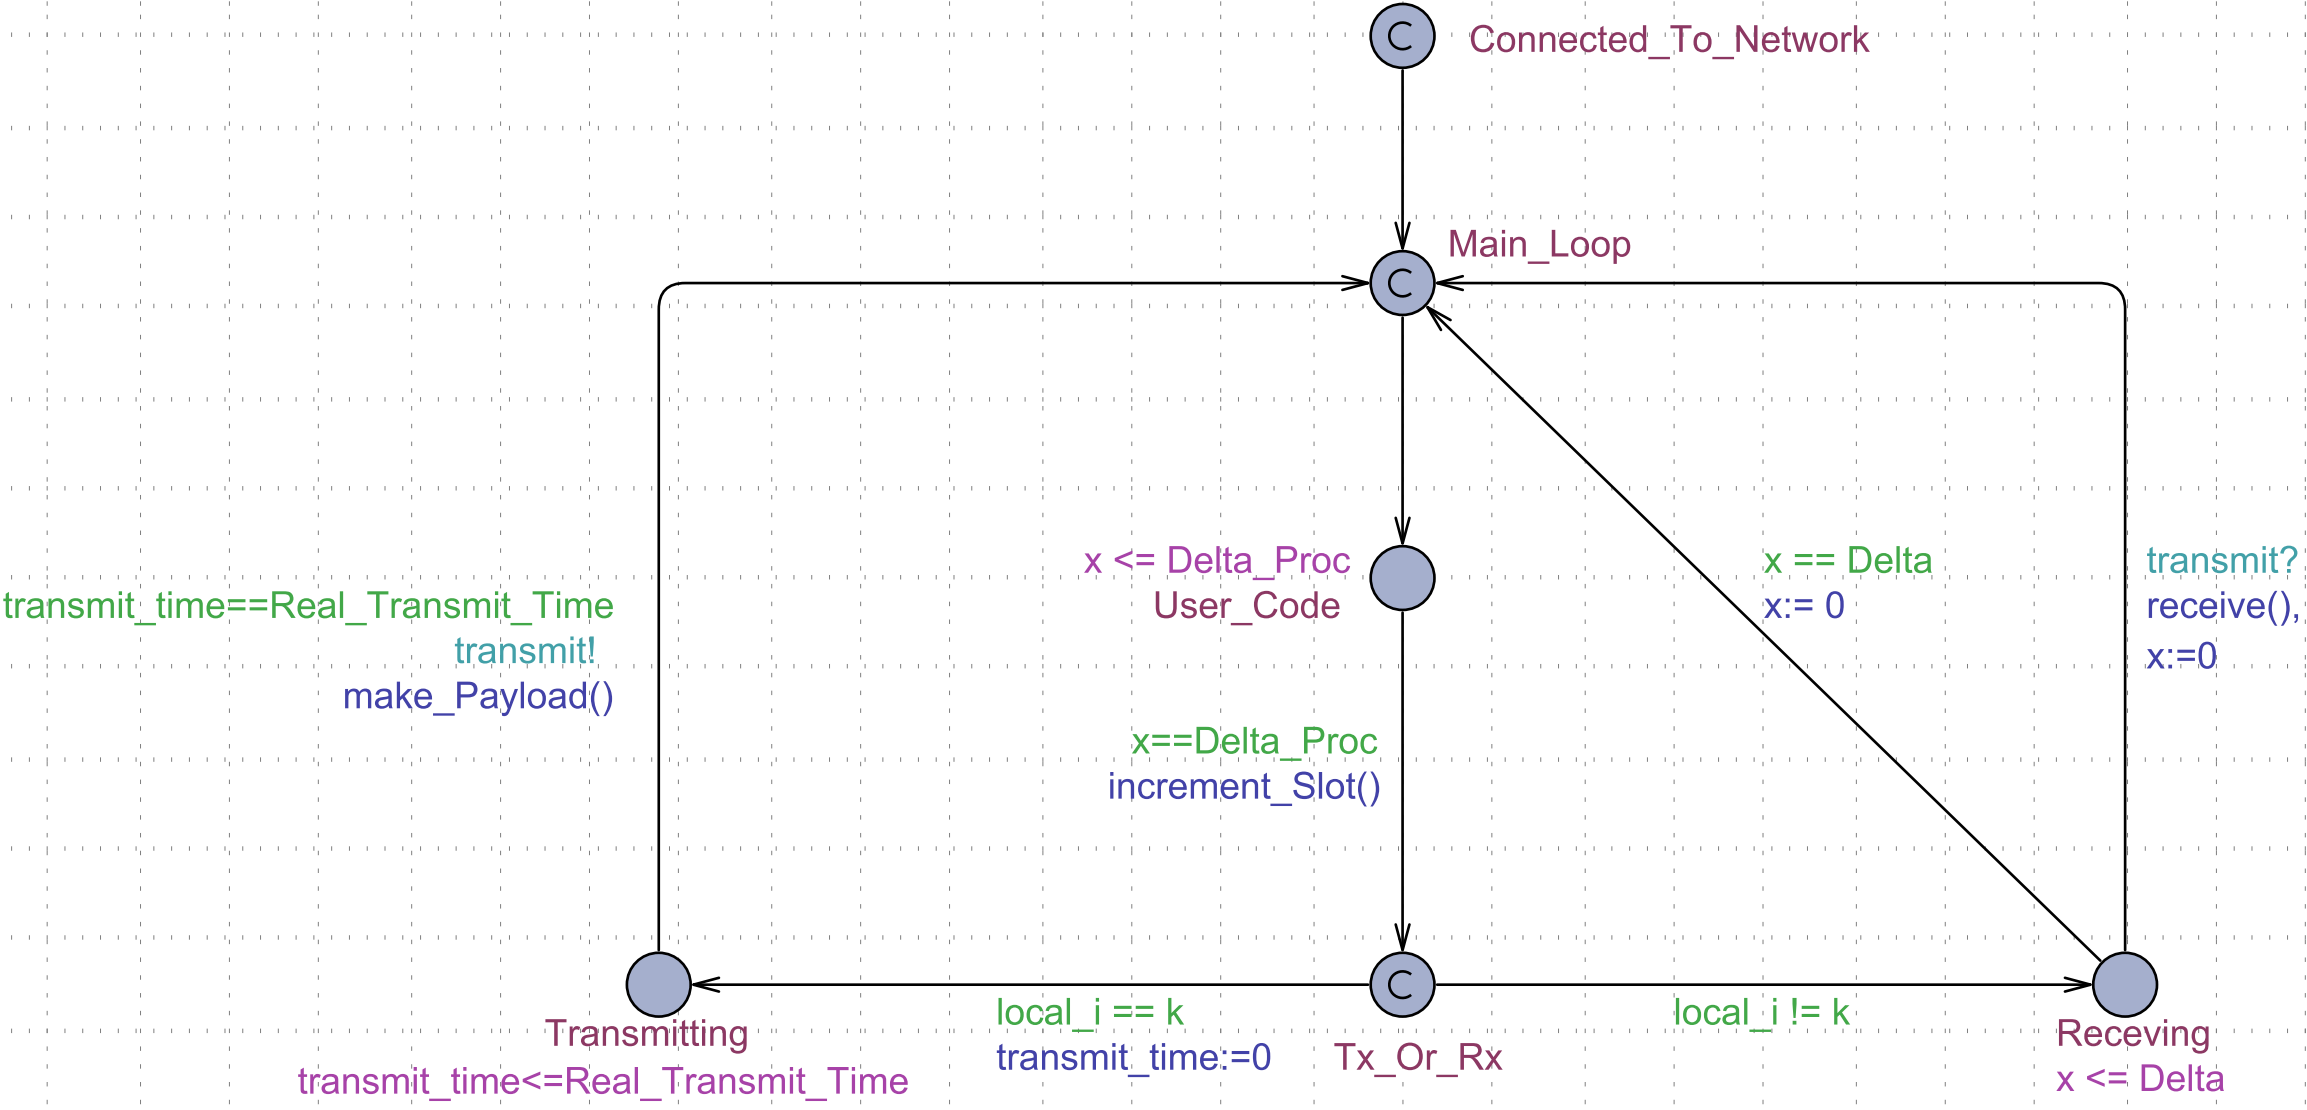 C
Connected_To_Network
Main_Loop
C
x <= Delta_Proc
User_Code
x == Delta
x:= 0
transmit?
receive(),
x:=0
transmit_time==Real_Transmit_Time
transmit!
make_Payload()
x==Delta_Proc
increment_Slot()
C
local_i == k
transmit_time:=0
local_i != k
Transmitting
transmit_time<=Real_Transmit_Time
Tx_Or_Rx
Receving
x <= Delta